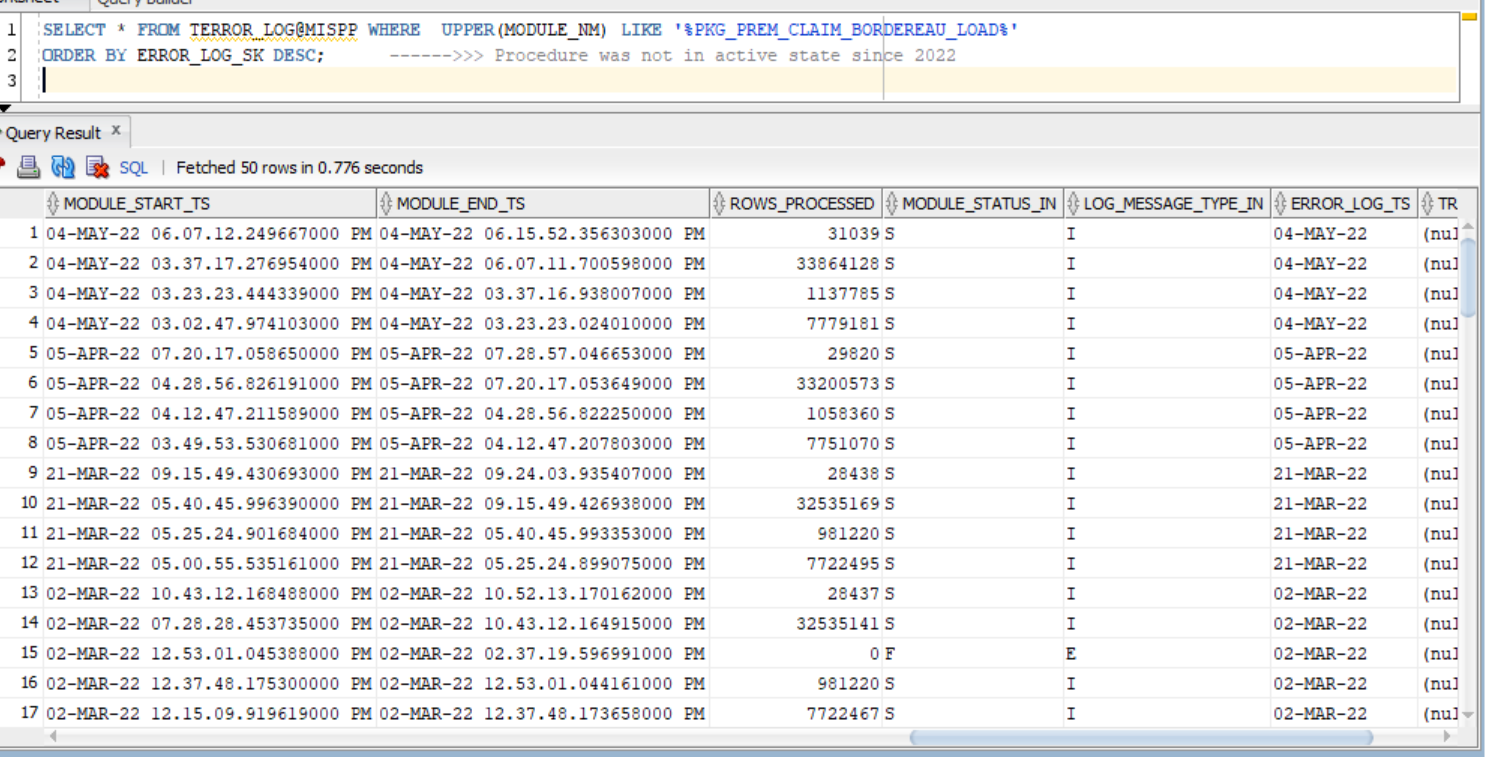 Query Builder
1 SELECT * FROM TERROR_LOG@MISPP WHERE UPPER(MODULE_NM) LIKE '%PKG_PREM_CLAIM_BORDEREAU_LOAD%'
2 ORDER BY ERROR_LOG_SK DESC; ------>>> Procedure was not in active state since 2022
3
Query Result x
SQL | Fetched 50 rows in 0.776 seconds
MODULE_START_TS MODULE_END_TS ROWS_PROCESSED MODULE_STATUS_IN LOG_MESSAGE_TYPE_IN ERROR_LOG_TS TR
1 04-MAY-22 06.07.12.249667000 PM 04-MAY-22 06.15.52.356303000 PM 31039 S I 04-MAY-22 (nul
2 04-MAY-22 03.37.17.276954000 PM 04-MAY-22 06.07.11.700598000 PM 33864128 S I 04-MAY-22 (nul
3 04-MAY-22 03.23.23.444339000 PM 04-MAY-22 03.37.16.938007000 PM 1137785 S I 04-MAY-22 (nul
4 04-MAY-22 03.02.47.974103000 PM 04-MAY-22 03.23.23.024010000 PM 7779181 S I 04-MAY-22 (nul
5 05-APR-22 07.20.17.058650000 PM 05-APR-22 07.28.57.046653000 PM 29820 S I 05-APR-22 (nul
6 05-APR-22 04.28.56.826191000 PM 05-APR-22 07.20.17.053649000 PM 33200573 S I 05-APR-22 (nul
7 05-APR-22 04.12.47.211589000 PM 05-APR-22 04.28.56.822250000 PM 1058360 S I 05-APR-22 (nul
8 05-APR-22 03.49.53.530681000 PM 05-APR-22 04.12.47.207803000 PM 7751070 S I 05-APR-22 (nul
9 21-MAR-22 09.15.49.430693000 PM 21-MAR-22 09.24.03.935407000 PM 28438 S I 21-MAR-22 (nul
10 21-MAR-22 05.40.45.996390000 PM 21-MAR-22 09.15.49.426938000 PM 32535169 S I 21-MAR-22 (nul
11 21-MAR-22 05.25.24.901684000 PM 21-MAR-22 05.40.45.993353000 PM 981220 S I 21-MAR-22 (nul
12 21-MAR-22 05.00.55.535161000 PM 21-MAR-22 05.25.24.899075000 PM 7722495 S I 21-MAR-22 (nul
13 02-MAR-22 10.43.12.168488000 PM 02-MAR-22 10.52.13.170162000 PM 28437 S I 02-MAR-22 (nul
14 02-MAR-22 07.28.28.453735000 PM 02-MAR-22 10.43.12.164915000 PM 32535141 S I 02-MAR-22 (nul
15 02-MAR-22 12.53.01.045388000 PM 02-MAR-22 02.37.19.596991000 PM 0 F E 02-MAR-22 (nul
16 02-MAR-22 12.37.48.175300000 PM 02-MAR-22 12.53.01.044161000 PM 981220 S I 02-MAR-22 (nul
17 02-MAR-22 12.15.09.919619000 PM 02-MAR-22 12.37.48.173658000 PM 7722467 S I 02-MAR-22 (nul